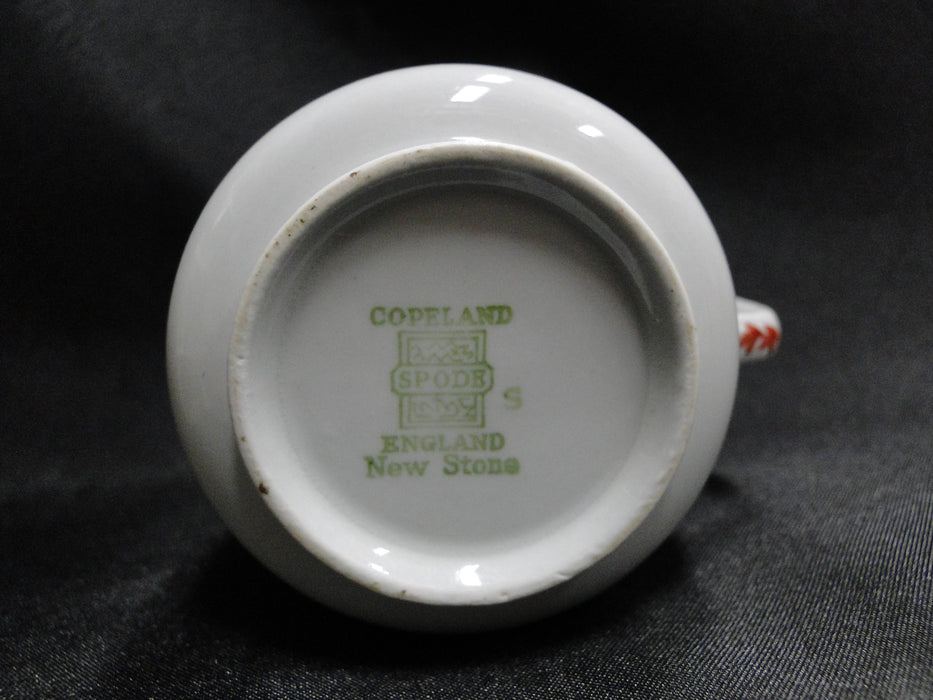 COPELAND
SPODE
S
ENGLAND
New Stone